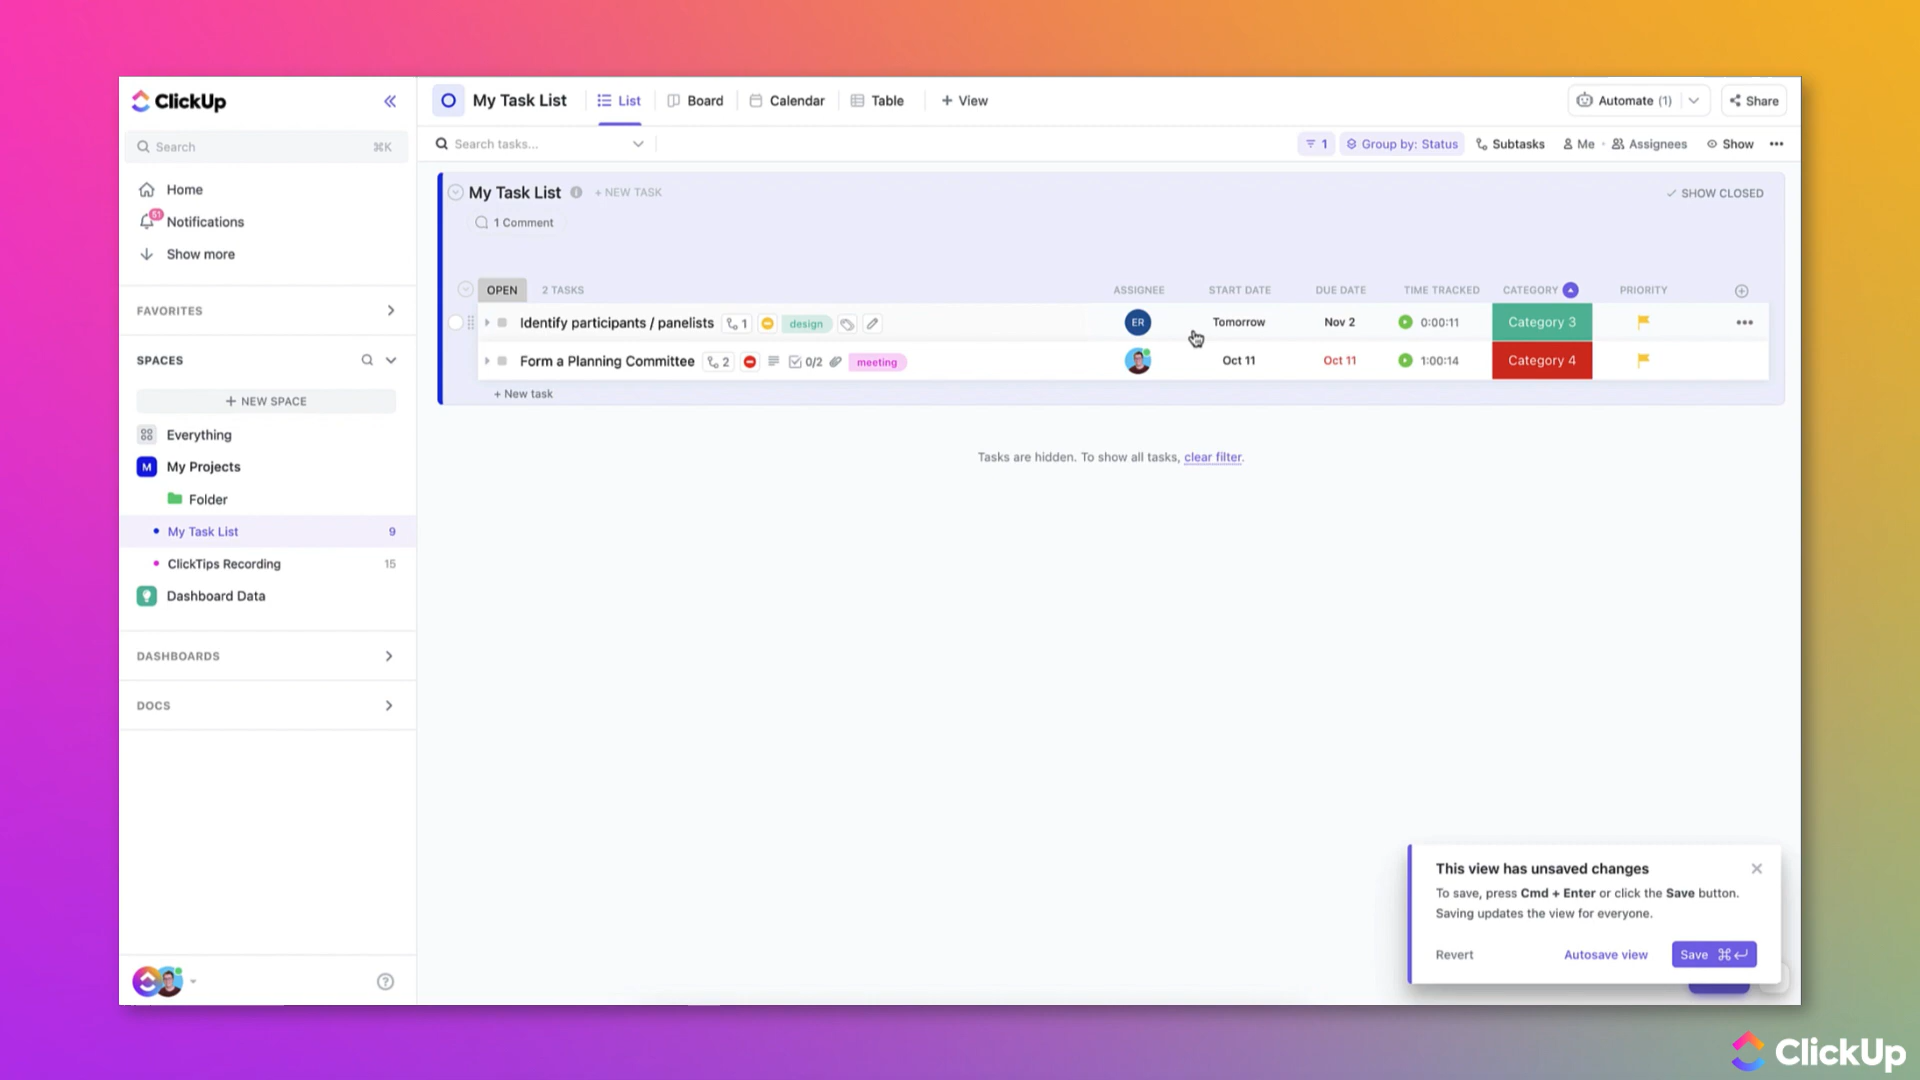 ClickUp
Search ⌘K
Home
51
Notifications
Show more
FAVORITES
SPACES
+ NEW SPACE
Everything
M My Projects
Folder
My Task List 9
ClickTips Recording 15
Dashboard Data
DASHBOARDS
DOCS
My Task List List Board Calendar Table + View Automate (1) Share
Search tasks... 1 Group by: Status Subtasks Me Assignees Show
My Task List + NEW TASK SHOW CLOSED
1 Comment
OPEN 2 TASKS ASSIGNEE START DATE DUE DATE TIME TRACKED CATEGORY PRIORITY
Identify participants / panelists 1 design ER Tomorrow Nov 2 0:00:11 Category 3
Form a Planning Committee 2 0/2 meeting Oct 11 Oct 11 1:00:14 Category 4
+ New task
Tasks are hidden. To show all tasks, clear filter.
This view has unsaved changes
To save, press Cmd + Enter or click the Save button.
Saving updates the view for everyone.
Revert Autosave view Save ⌘↵
ClickUp